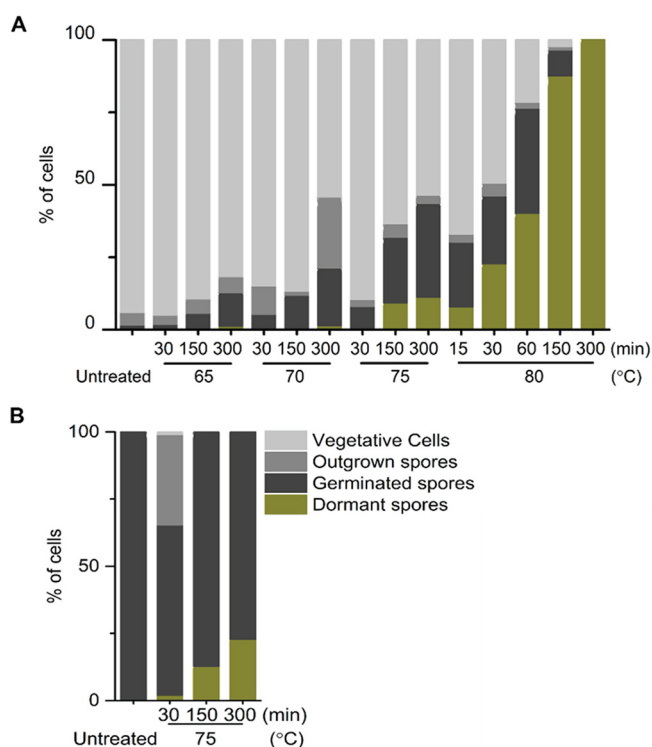 A
100
50
0
% of cells
30 150 300 30 150 300 30 150 300 15 30 60 150 300 (min)
Untreated 65 70 75 80 (°C)
B
100
50
0
% of cells
Vegetative Cells
Outgrown spores
Germinated spores
Dormant spores
30 150 300 (min)
Untreated 75 (°C)